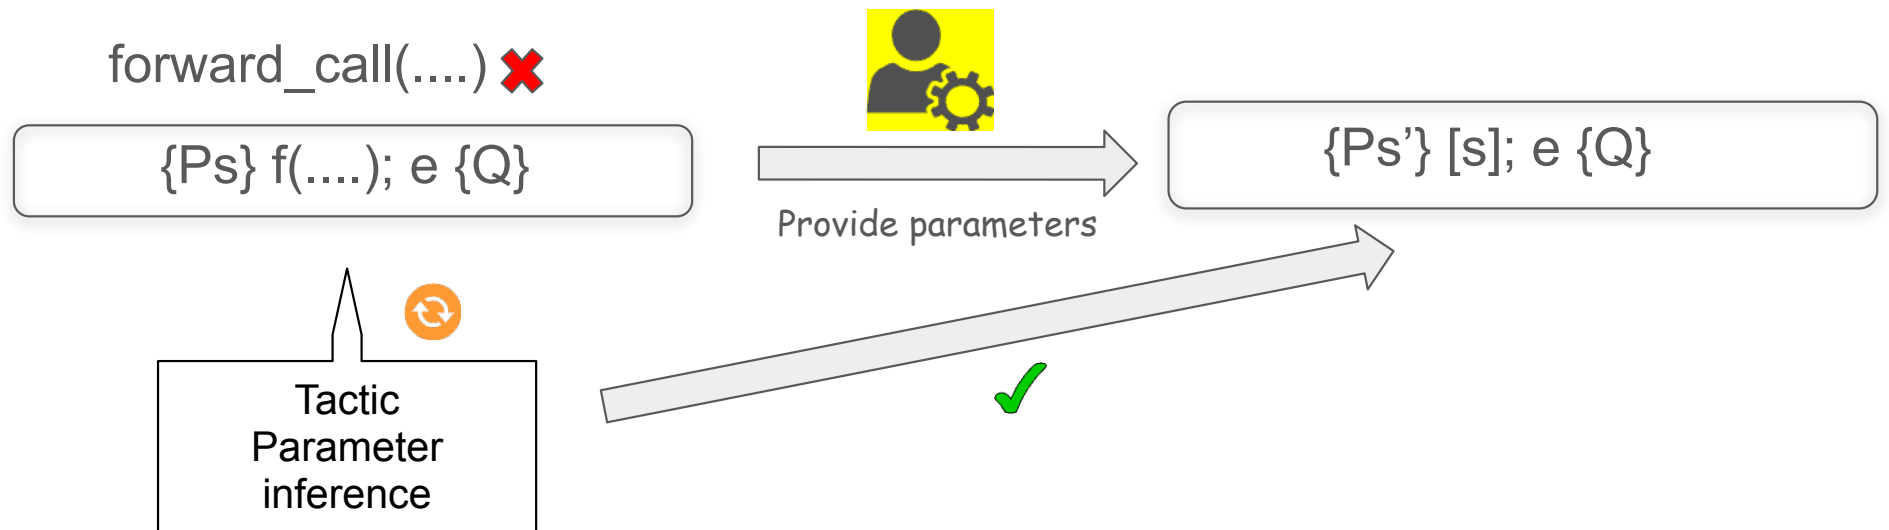 forward_call(....)
{Ps} f(....); e {Q}
Provide parameters
{Ps’} [s]; e {Q}
Tactic
Parameter
inference